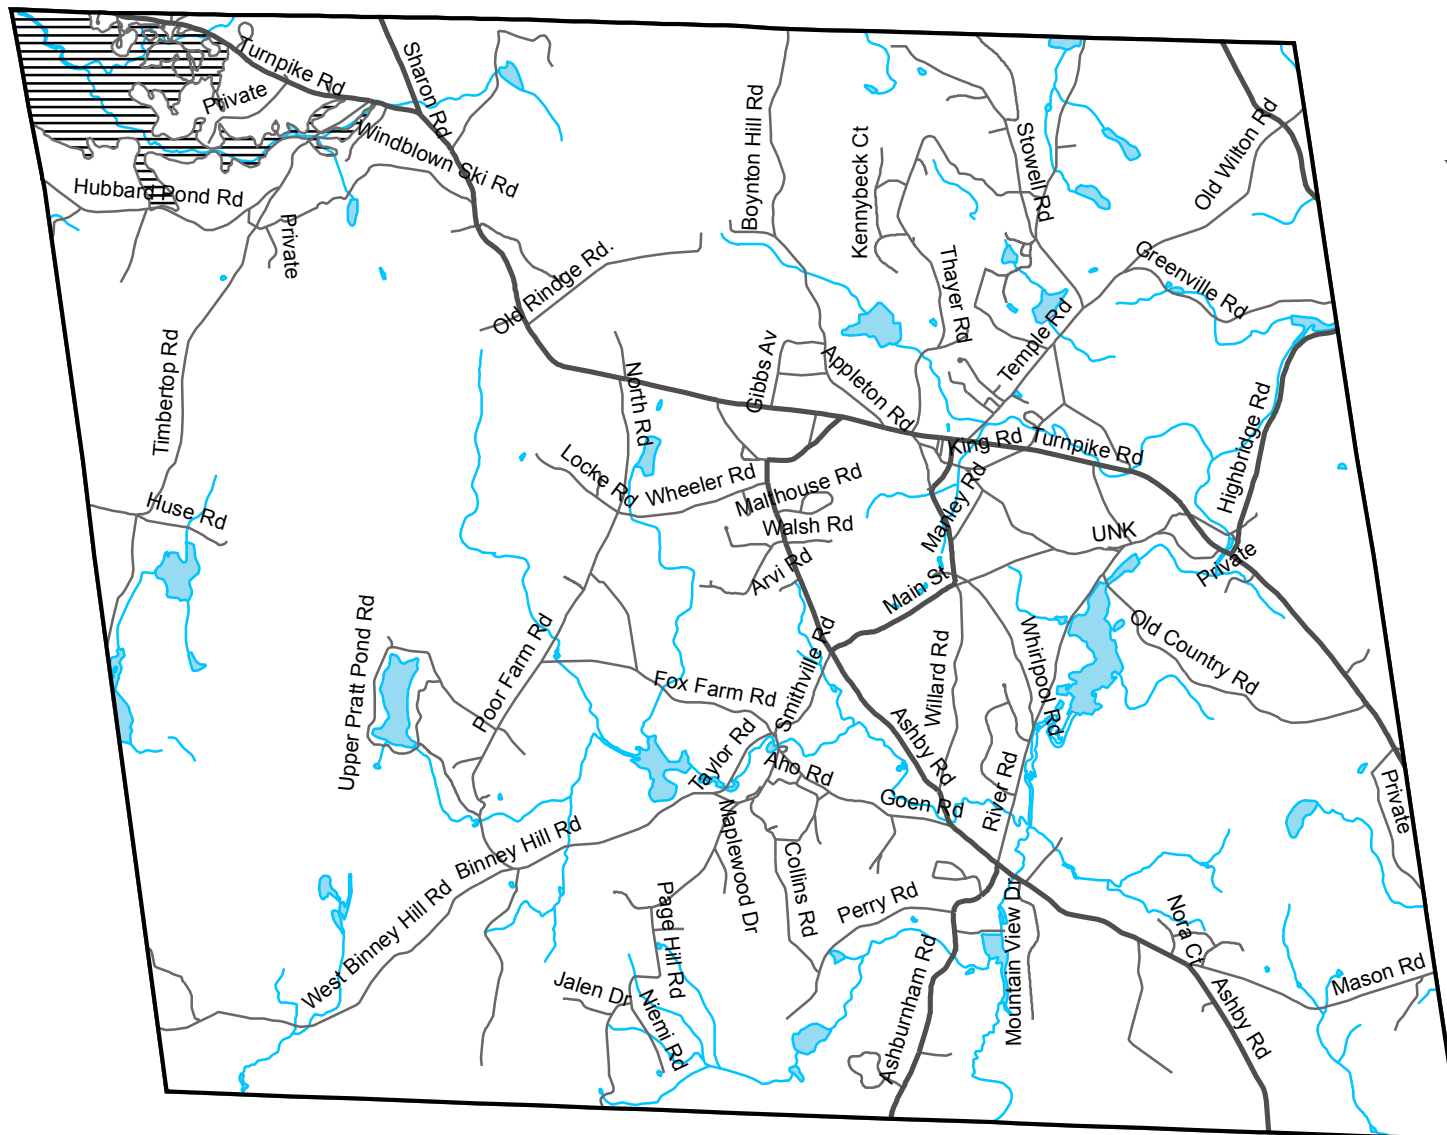 Turnpike Rd
Sharon Rd
Private
Windblown Ski Rd
Hubbard Pond Rd
Private
Boynton Hill Rd
Kennybeck Ct
Stowell Rd
Old Wilton Rd
Greenville Rd
Thayer Rd
Old Rindge Rd.
Temple Rd
Timbertop Rd
North Rd
Gibbs Av
Appleton Rd
King Rd
Turnpike Rd
Highbridge Rd
Locke Rd
Wheeler Rd
Malthouse Rd
Manley Rd
Huse Rd
Walsh Rd
UNK
Arvi Rd
Main St
Private
Upper Pratt Pond Rd
Poor Farm Rd
Fox Farm Rd
Smithville Rd
Willard Rd
Whirlpool Rd
Old Country Rd
Taylor Rd
Aho Rd
Ashby Rd
Goen Rd
River Rd
Private
Binney Hill Rd
Maplewood Dr
Collins Rd
Perry Rd
West Binney Hill Rd
Page Hill Rd
Mountain View Dr
Nora Ct
Mason Rd
Jalen Dr
Niemi Rd
Ashburnham Rd
Ashby Rd